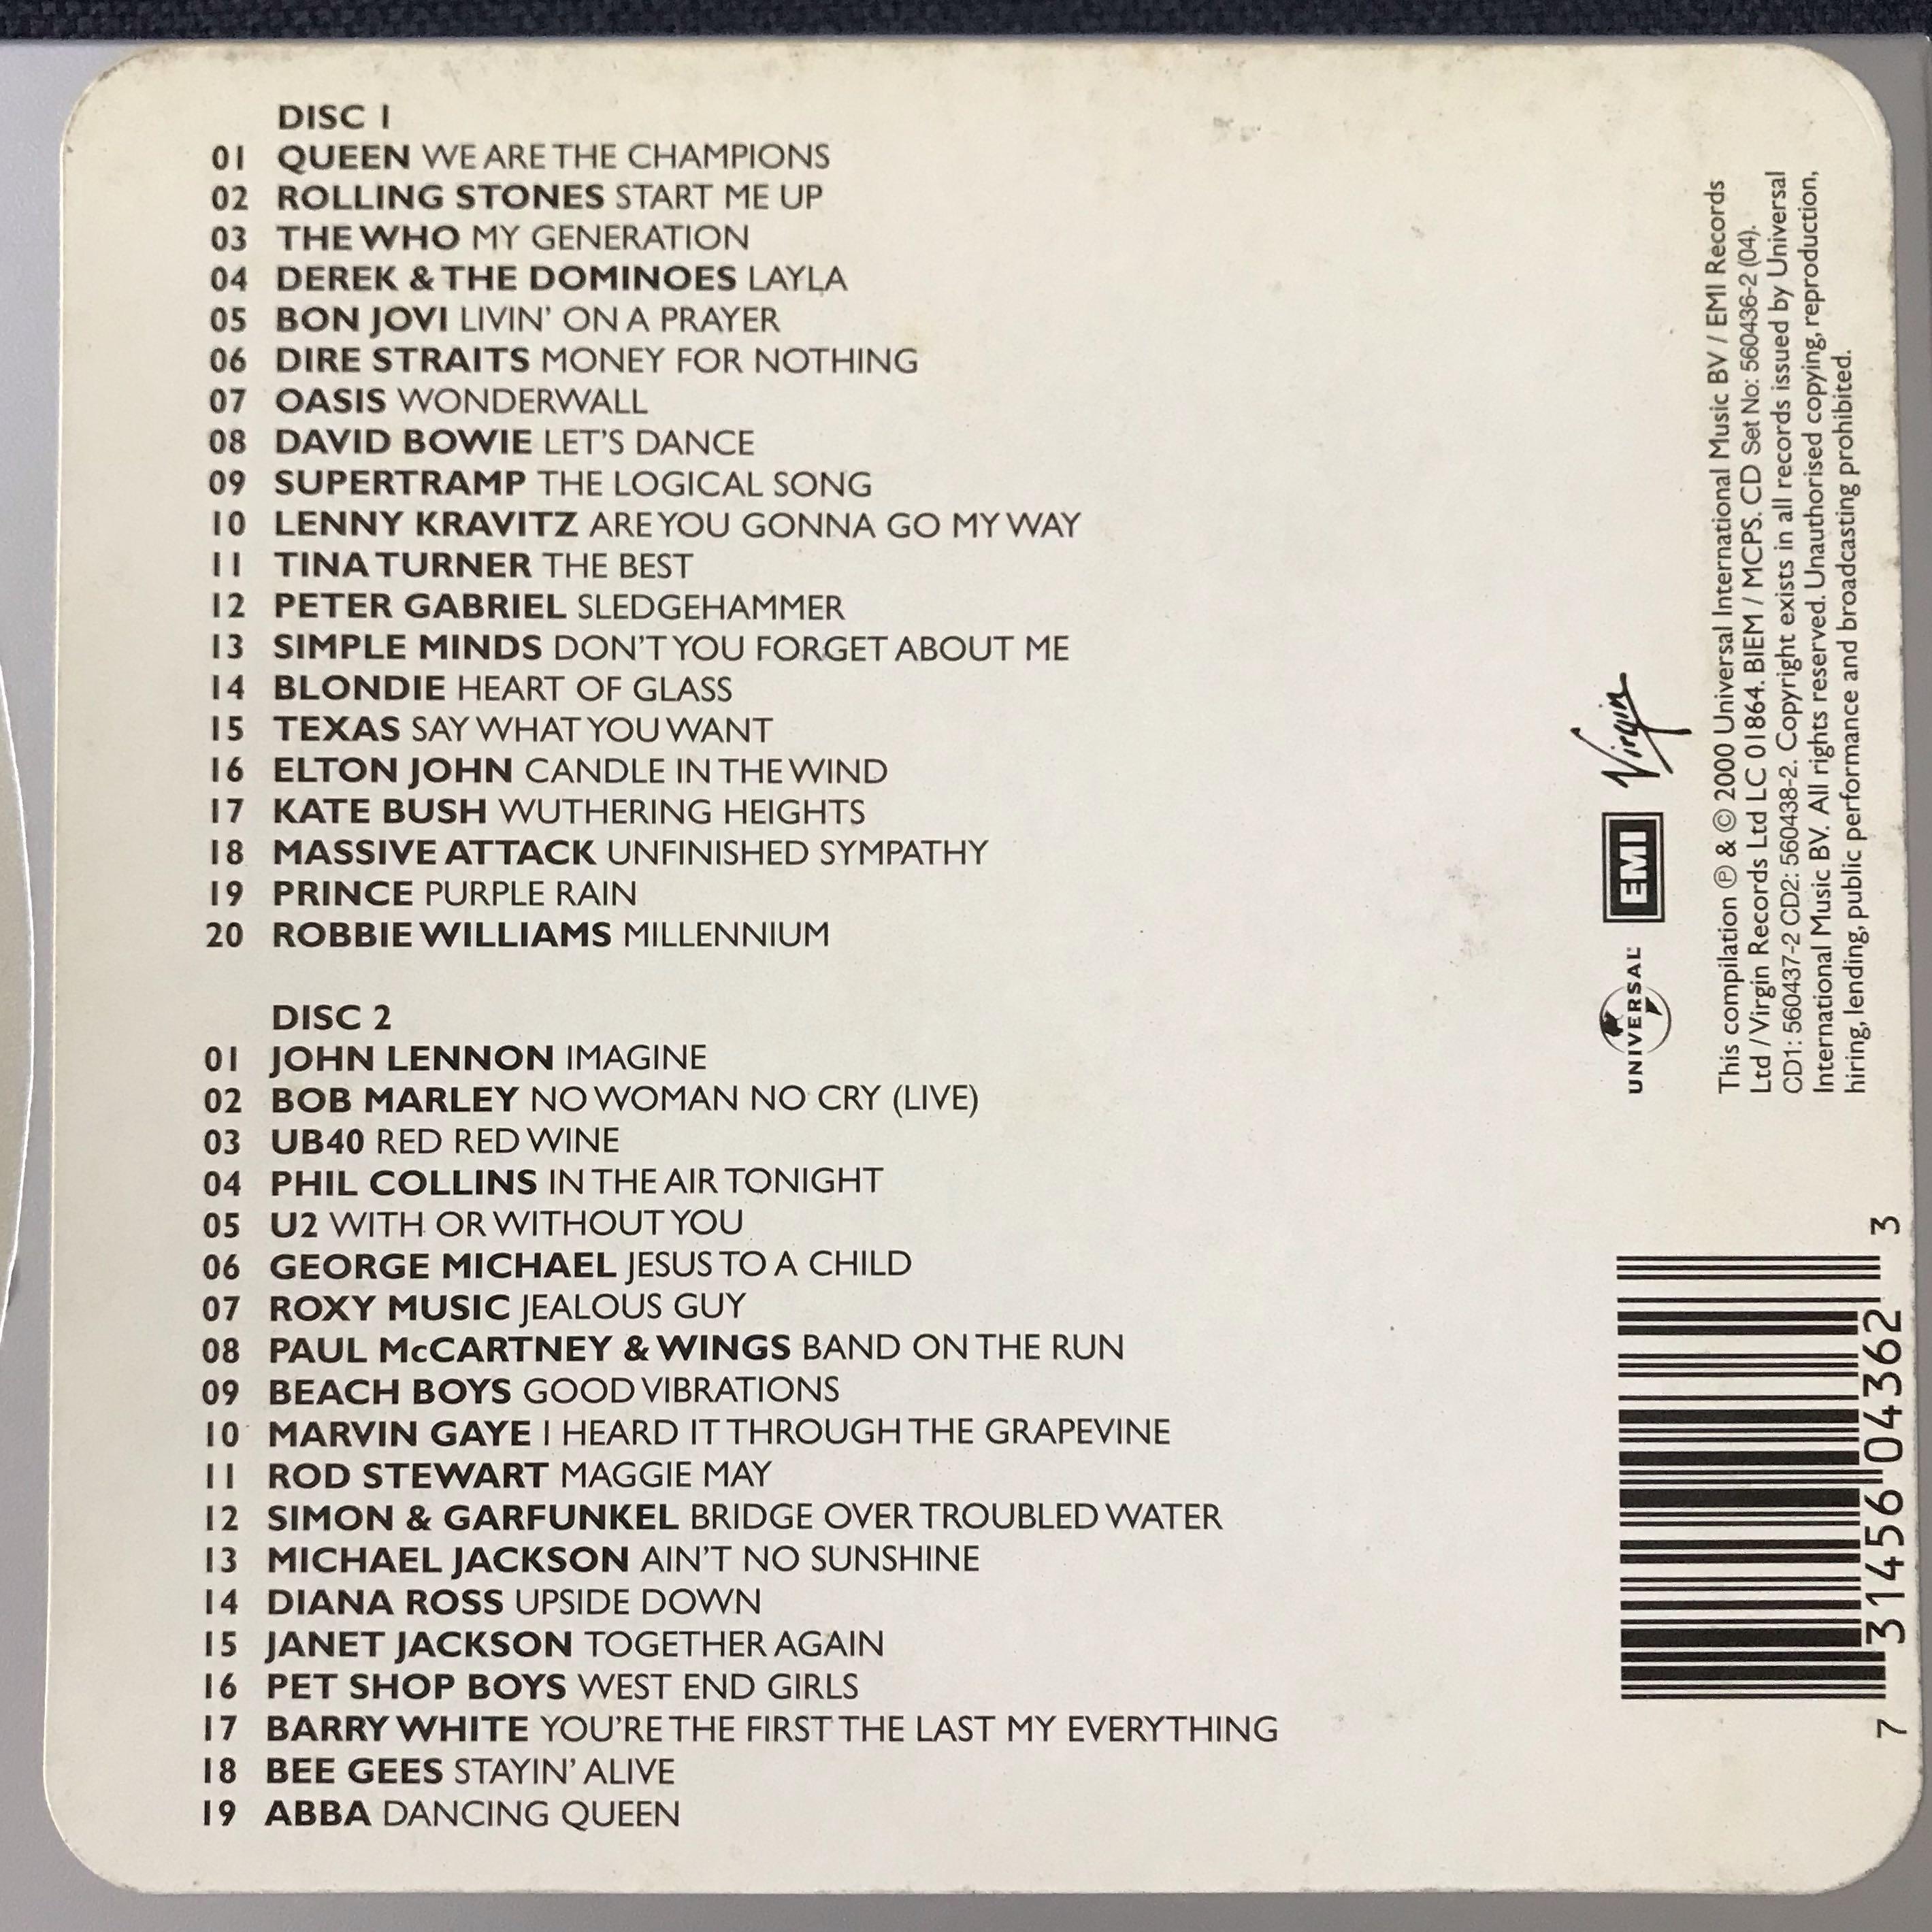 DISC 1
01 QUEEN WE ARE THE CHAMPIONS
02 ROLLING STONES START ME UP
03 THE WHO MY GENERATION
04 DEREK & THE DOMINOES LAYLA
05 BON JOVI LIVIN' ON A PRAYER
06 DIRE STRAITS MONEY FOR NOTHING
07 OASIS WONDERWALL
08 DAVID BOWIE LET'S DANCE
09 SUPERTRAMP THE LOGICAL SONG
10 LENNY KRAVITZ ARE YOU GONNA GO MY WAY
11 TINA TURNER THE BEST
12 PETER GABRIEL SLEDGEHAMMER
13 SIMPLE MINDS DON'T YOU FORGET ABOUT ME
14 BLONDIE HEART OF GLASS
15 TEXAS SAY WHAT YOU WANT
16 ELTON JOHN CANDLE IN THE WIND
17 KATE BUSH WUTHERING HEIGHTS
18 MASSIVE ATTACK UNFINISHED SYMPATHY
19 PRINCE PURPLE RAIN
20 ROBBIE WILLIAMS MILLENNIUM
DISC 2
01 JOHN LENNON IMAGINE
02 BOB MARLEY NO WOMAN NO CRY (LIVE)
03 UB40 RED RED WINE
04 PHIL COLLINS IN THE AIR TONIGHT
05 U2 WITH OR WITHOUT YOU
06 GEORGE MICHAEL JESUS TO A CHILD
07 ROXY MUSIC JEALOUS GUY
08 PAUL McCARTNEY & WINGS BAND ON THE RUN
09 BEACH BOYS GOOD VIBRATIONS
10 MARVIN GAYE I HEARD IT THROUGH THE GRAPEVINE
11 ROD STEWART MAGGIE MAY
12 SIMON & GARFUNKEL BRIDGE OVER TROUBLED WATER
13 MICHAEL JACKSON AIN'T NO SUNSHINE
14 DIANA ROSS UPSIDE DOWN
15 JANET JACKSON TOGETHER AGAIN
16 PET SHOP BOYS WEST END GIRLS
17 BARRY WHITE YOU'RE THE FIRST THE LAST MY EVERYTHING
18 BEE GEES STAYIN' ALIVE
19 ABBA DANCING QUEEN
UNIVERSAL EMI Virgin
This compilation ℗ & © 2000 Universal International Music BV / EMI Records
Ltd / Virgin Records Ltd LC 01864. BIEM / MCPS. CD Set No: 560436-2 (04).
CD1: 560437-2 CD2: 560438-2. Copyright exists in all records issued by Universal
International Music BV. All rights reserved. Unauthorised copying, reproduction,
hiring, lending, public performance and broadcasting prohibited.
7 31456 04362 3